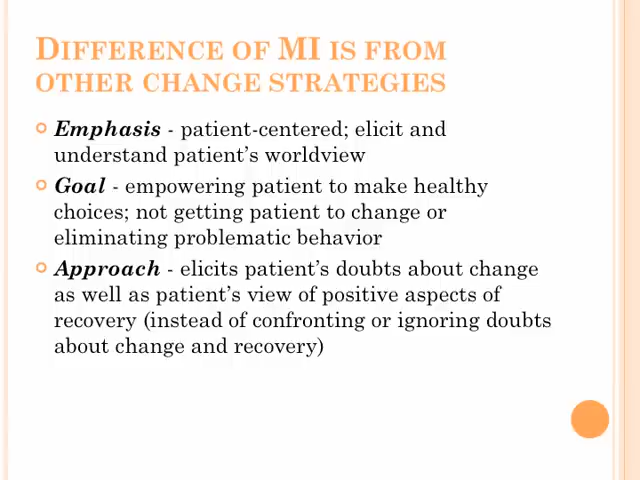 DIFFERENCE OF MI IS FROM
OTHER CHANGE STRATEGIES
Emphasis - patient-centered; elicit and
understand patient’s worldview
Goal - empowering patient to make healthy
choices; not getting patient to change or
eliminating problematic behavior
Approach - elicits patient’s doubts about change
as well as patient’s view of positive aspects of
recovery (instead of confronting or ignoring doubts
about change and recovery)